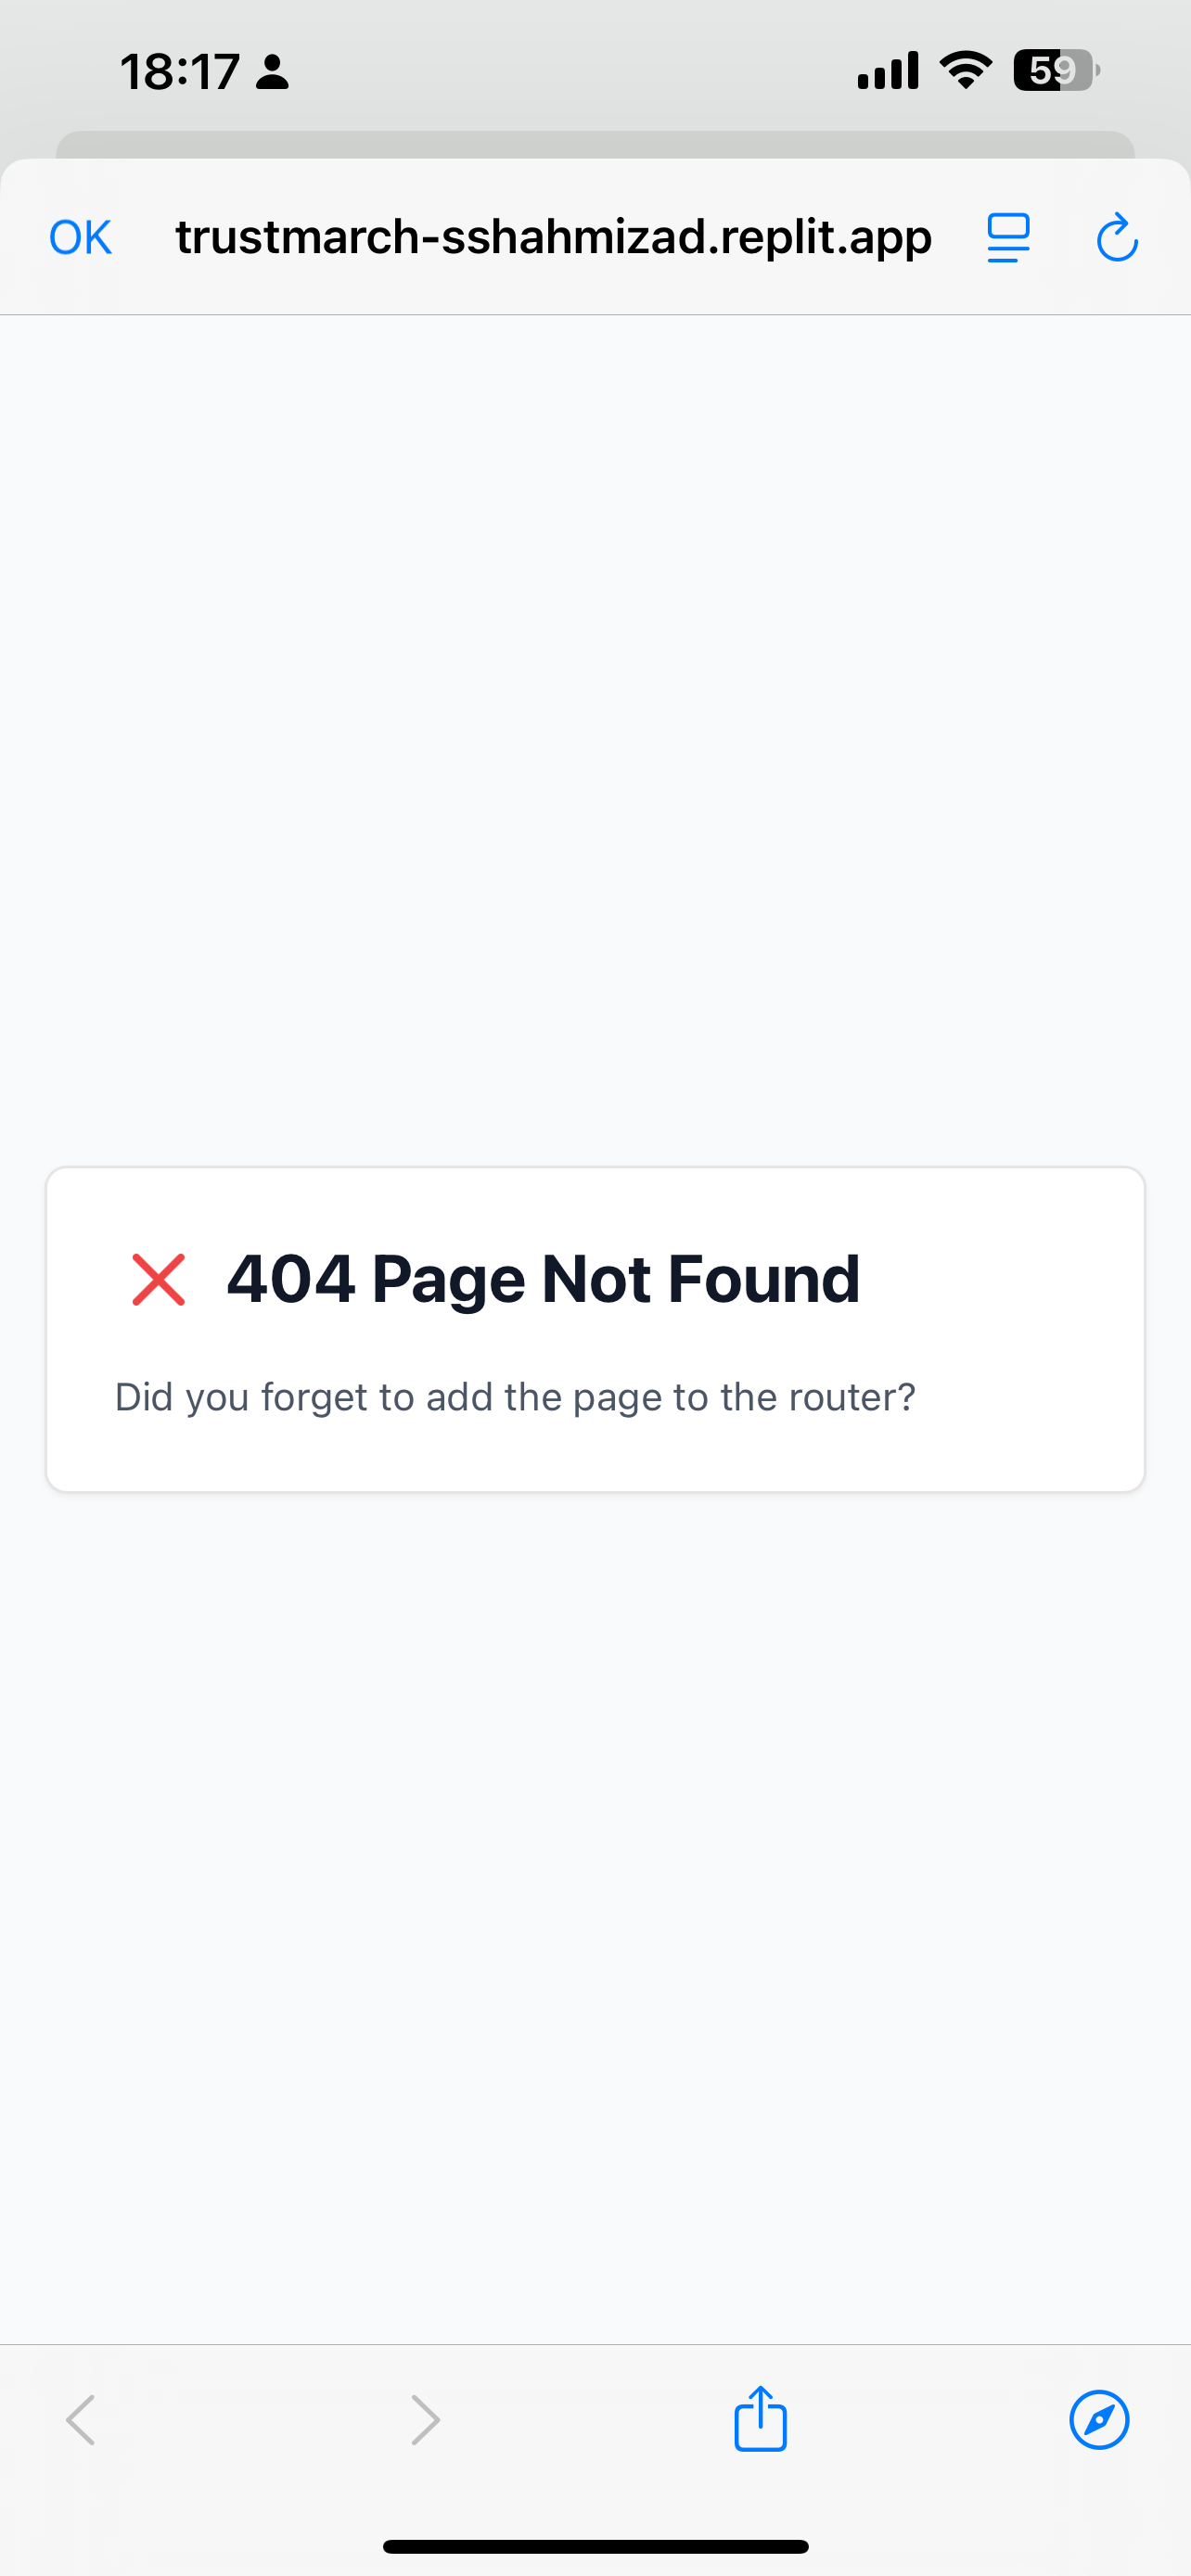 18:17
59
OK
trustmarch-sshahmizad.replit.app
404 Page Not Found
Did you forget to add the page to the router?